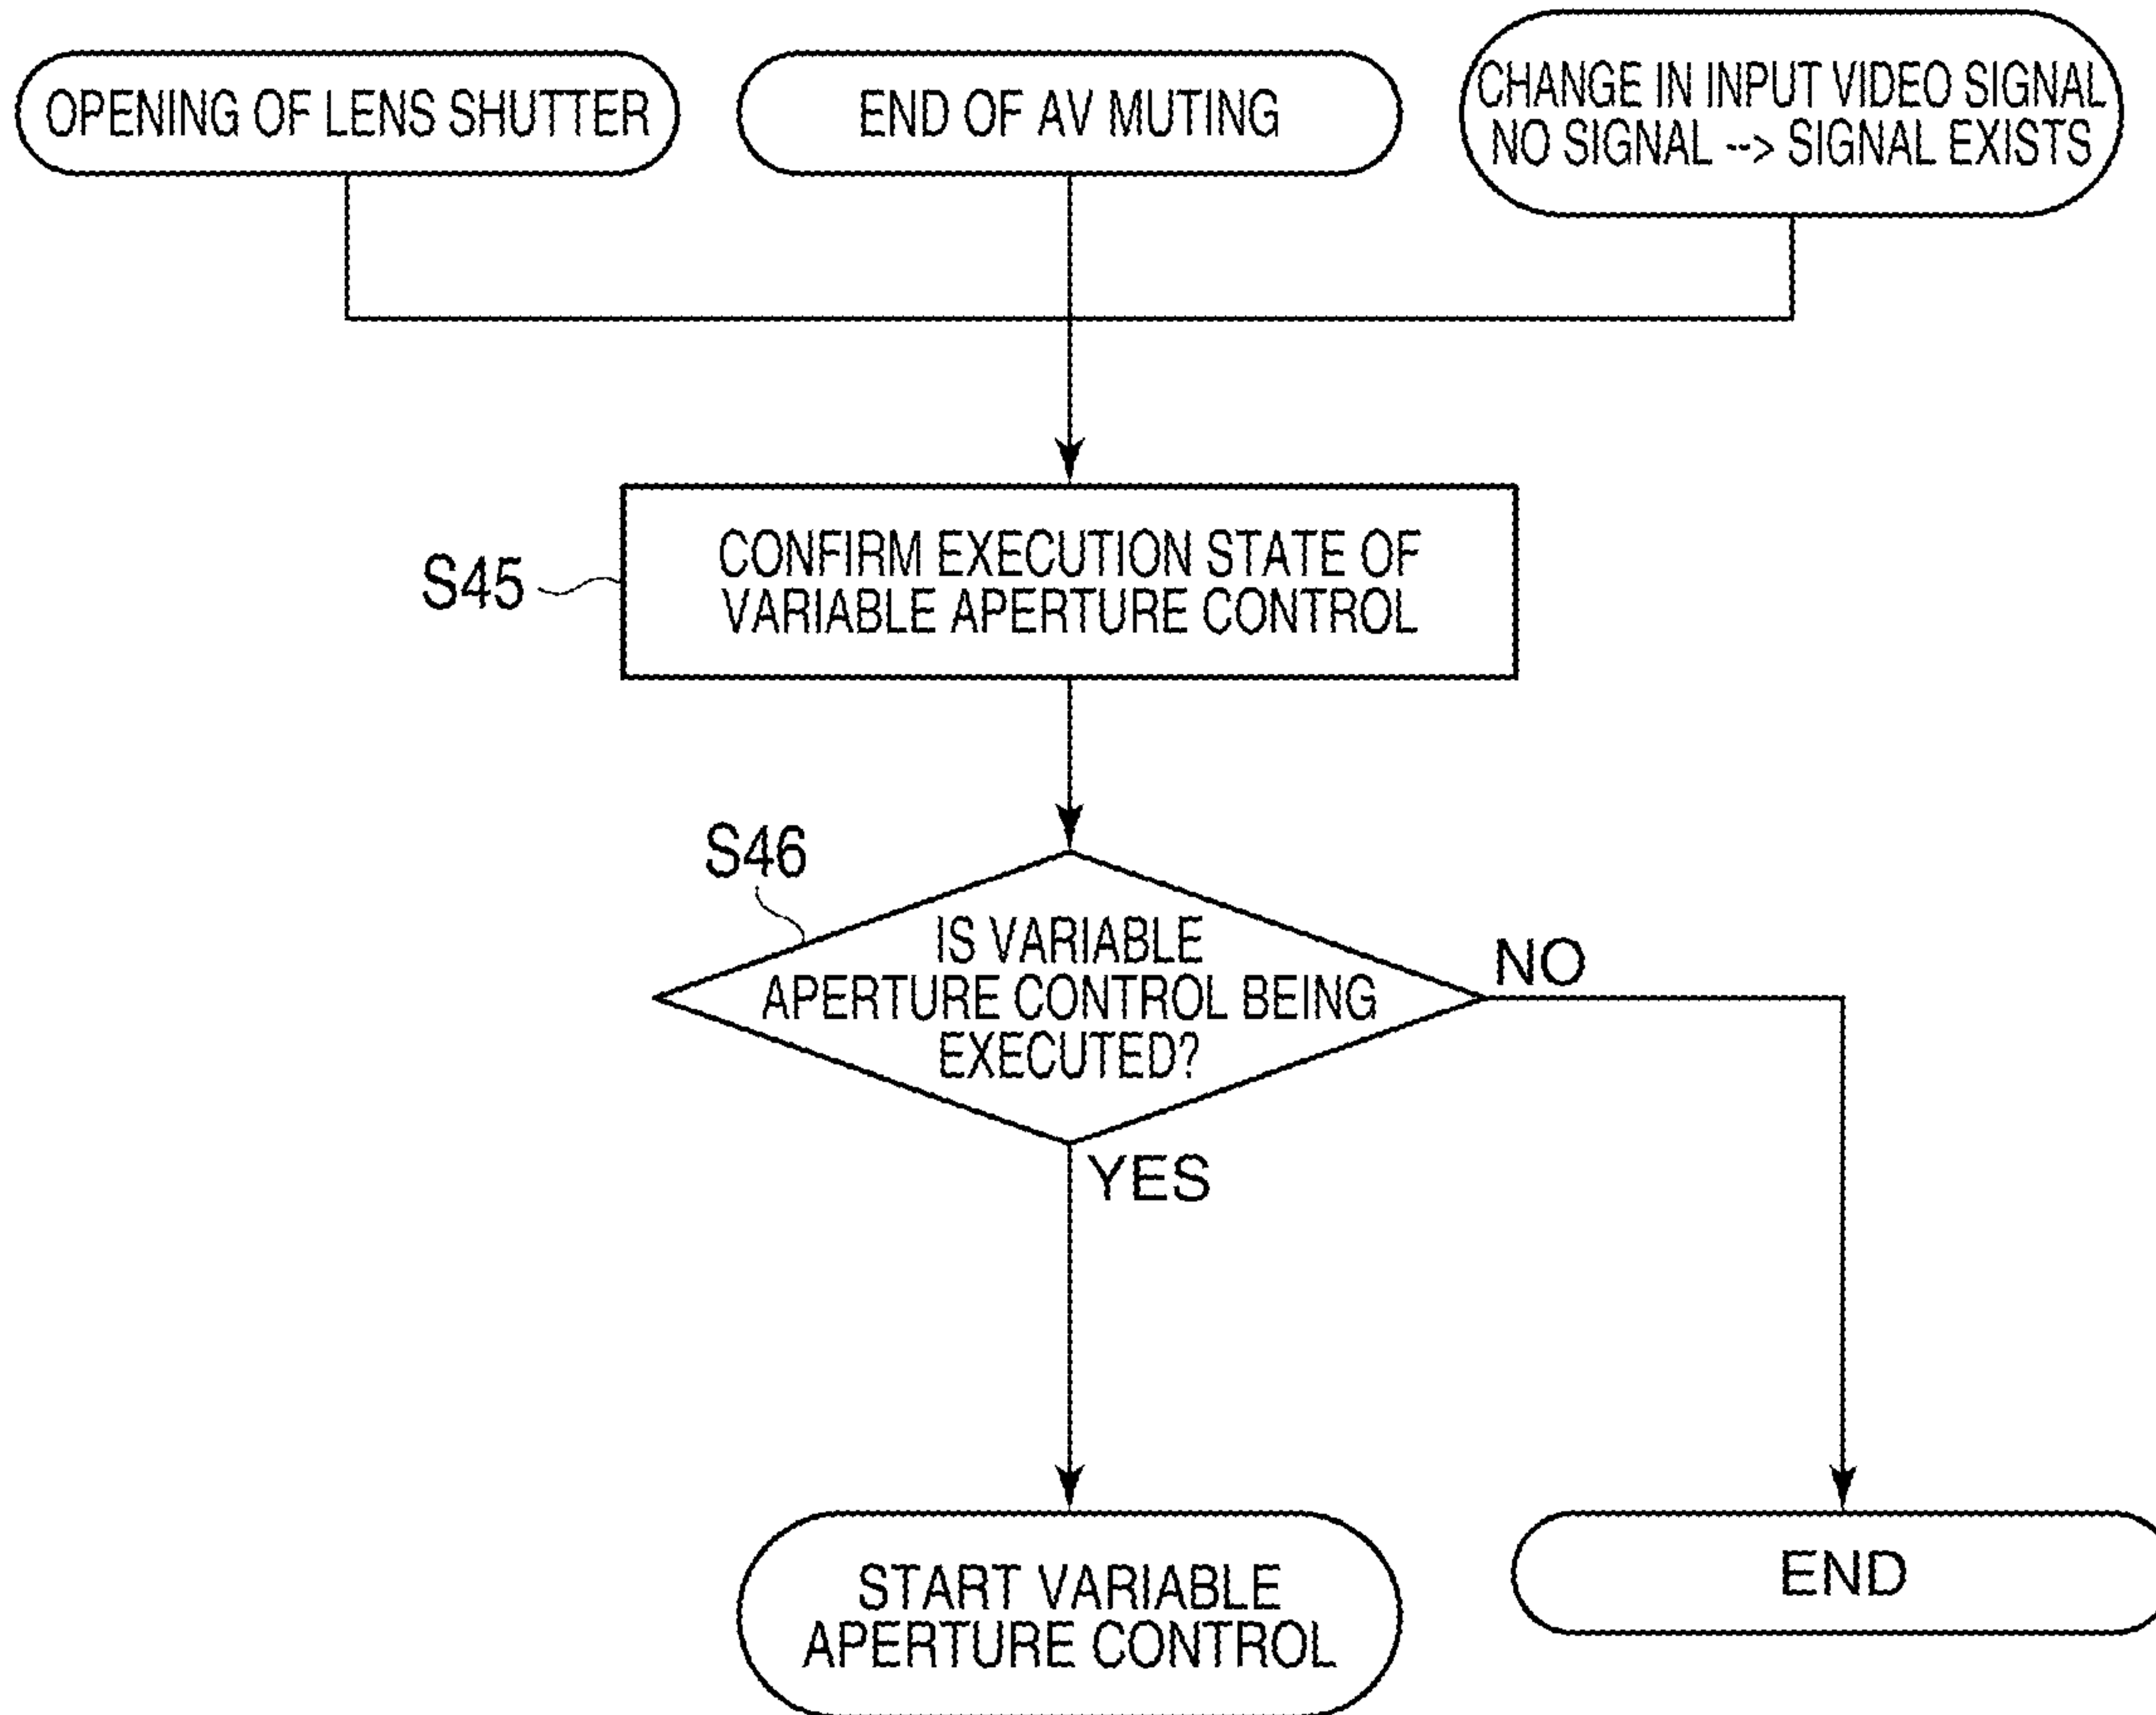 OPENING OF LENS SHUTTER
END OF AV MUTING
CHANGE IN INPUT VIDEO SIGNAL
NO SIGNAL --> SIGNAL EXISTS
S45
CONFIRM EXECUTION STATE OF
VARIABLE APERTURE CONTROL
S46
IS VARIABLE
APERTURE CONTROL BEING
EXECUTED?
NO
YES
START VARIABLE
APERTURE CONTROL
END